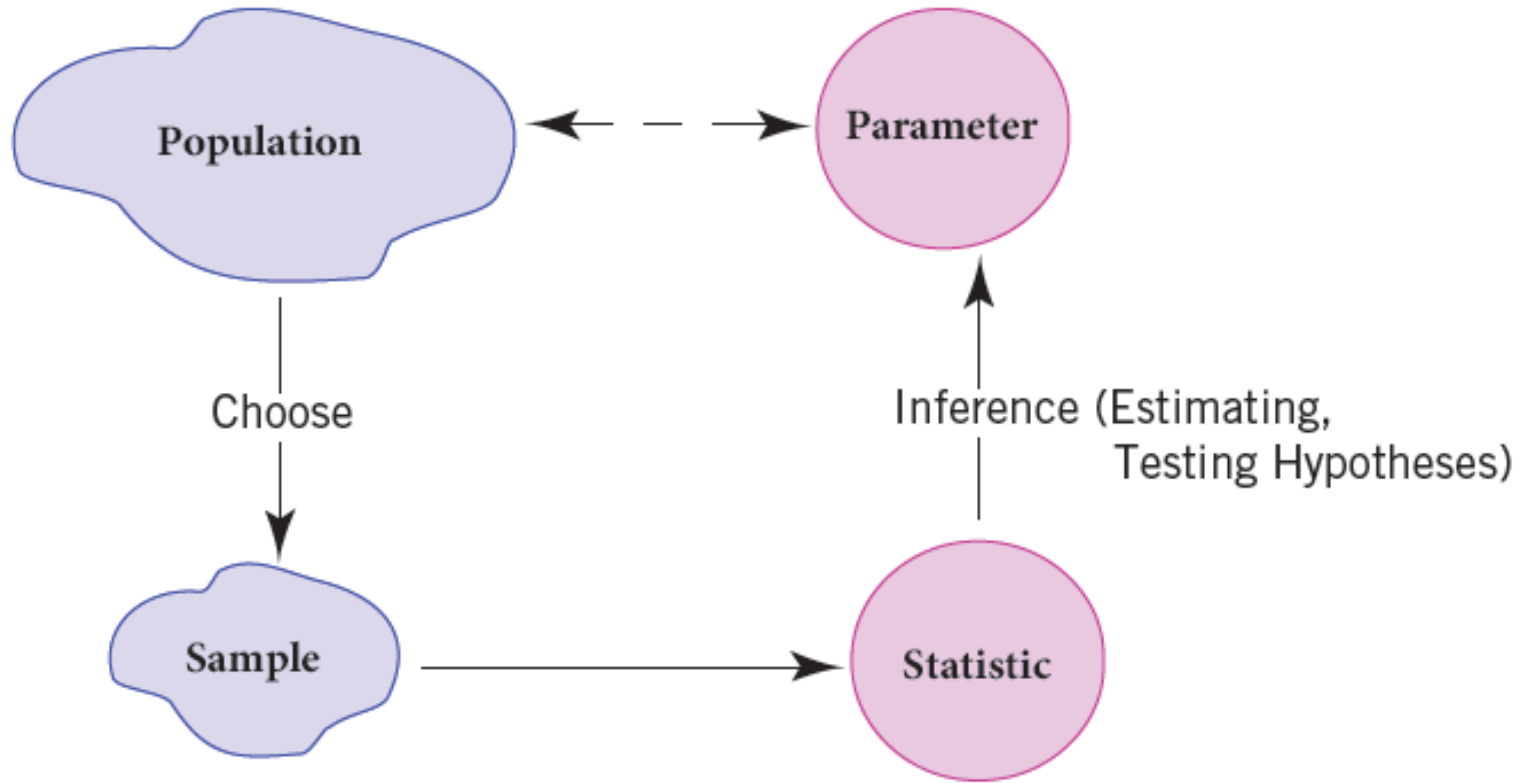 Population
Parameter
Choose
Inference (Estimating,
Testing Hypotheses)
Sample
Statistic